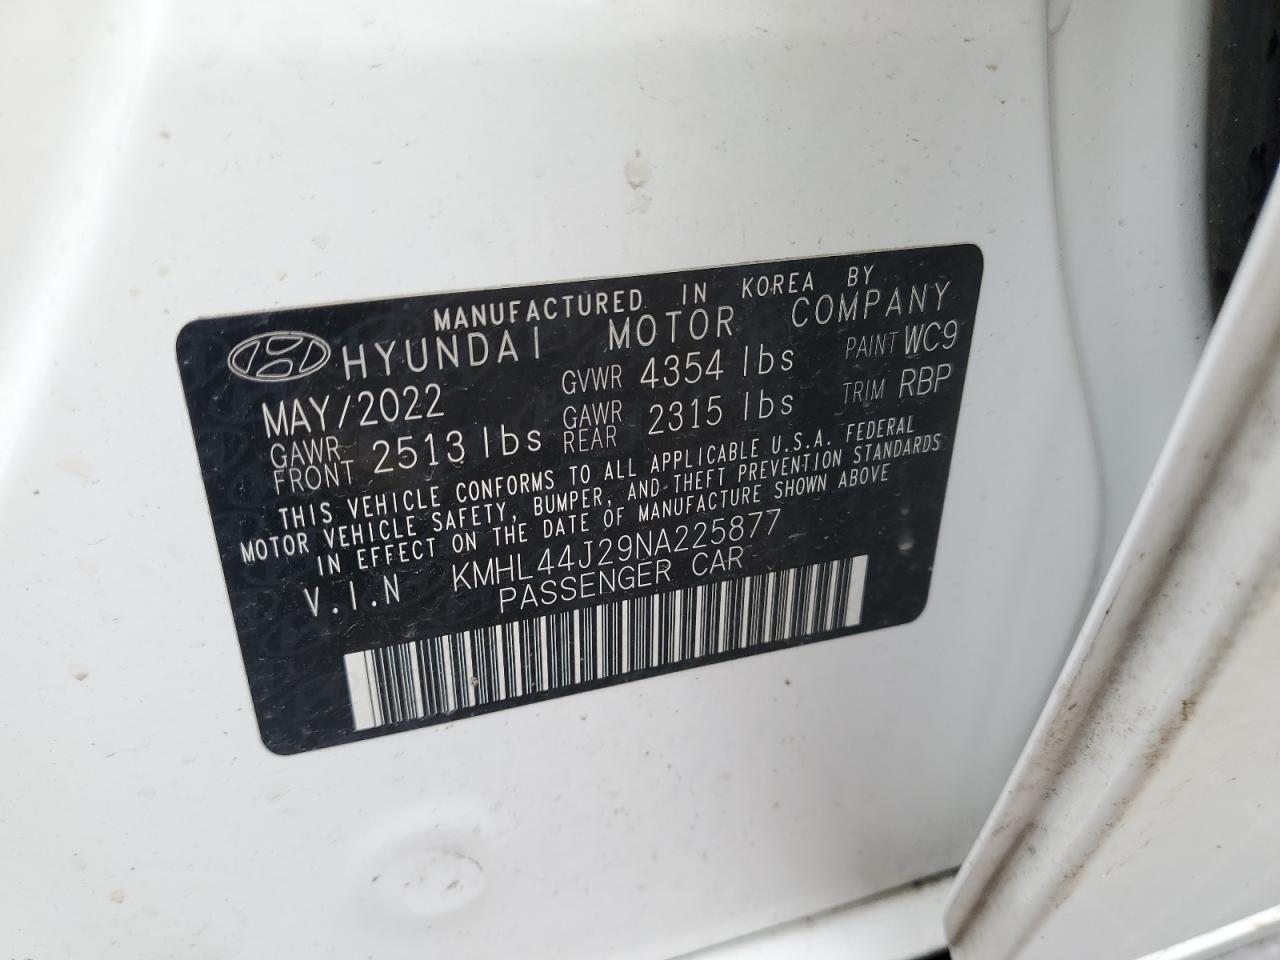 MANUFACTURED IN KOREA BY
HYUNDAI MOTOR COMPANY
MAY/2022 GVWR 4354 lbs PAINT WC9
GAWR FRONT 2513 lbs GAWR REAR 2315 lbs TRIM RBP
THIS VEHICLE CONFORMS TO ALL APPLICABLE U.S.A. FEDERAL
MOTOR VEHICLE SAFETY, BUMPER, AND THEFT PREVENTION STANDARDS
IN EFFECT ON THE DATE OF MANUFACTURE SHOWN ABOVE
V.I.N KMHL44J29NA225877
PASSENGER CAR